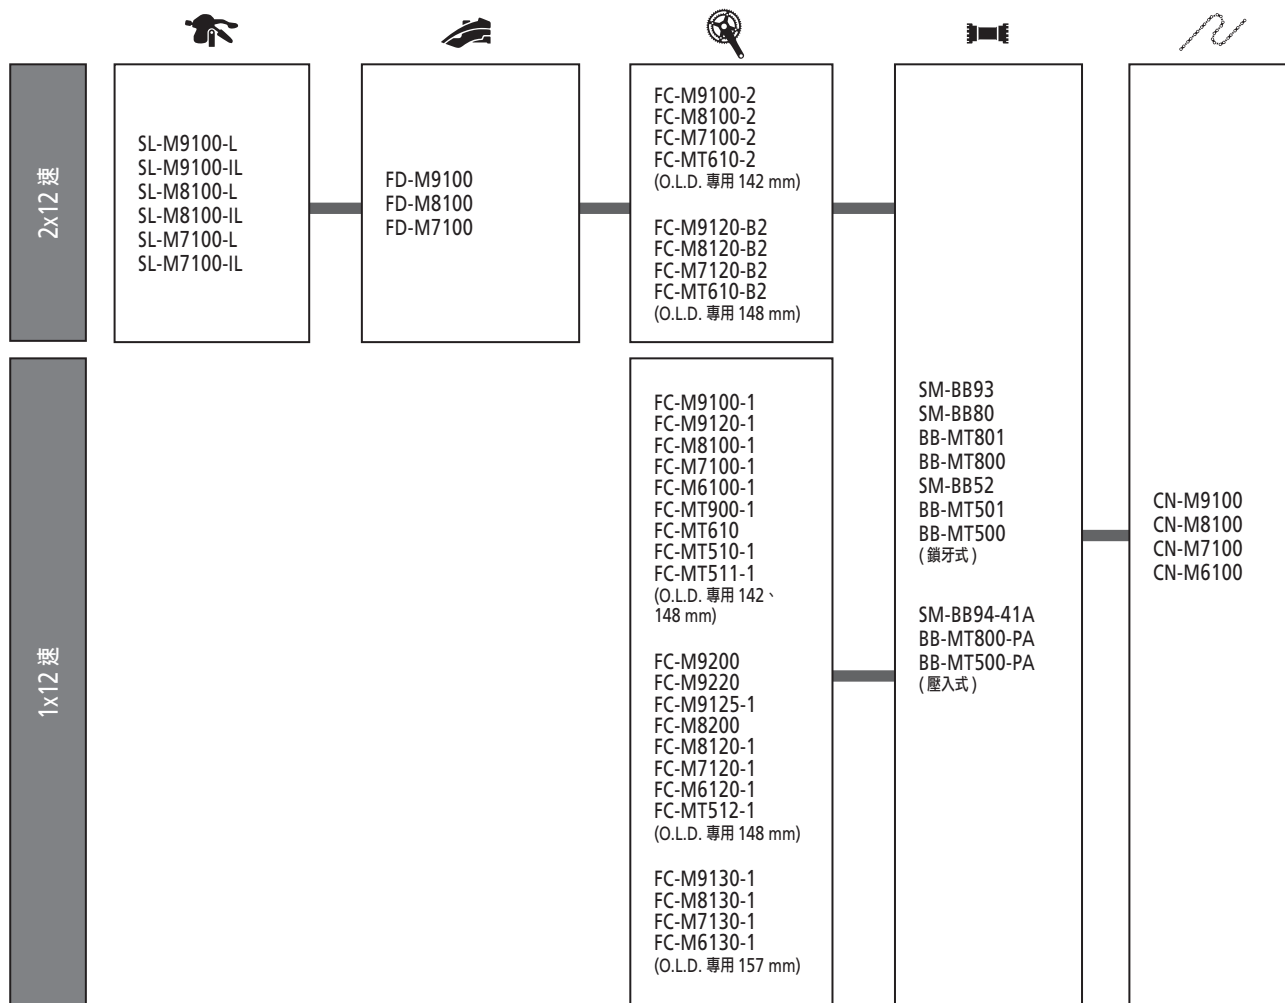 2x12 速
SL-M9100-L
SL-M9100-IL
SL-M8100-L
SL-M8100-IL
SL-M7100-L
SL-M7100-IL
FD-M9100
FD-M8100
FD-M7100
FC-M9100-2
FC-M8100-2
FC-M7100-2
FC-MT610-2
(O.L.D. 專用 142 mm)
FC-M9120-B2
FC-M8120-B2
FC-M7120-B2
FC-MT610-B2
(O.L.D. 專用 148 mm)
1x12 速
FC-M9100-1
FC-M9120-1
FC-M8100-1
FC-M7100-1
FC-M6100-1
FC-MT900-1
FC-MT610
FC-MT510-1
FC-MT511-1
(O.L.D. 專用 142、
148 mm)
FC-M9200
FC-M9220
FC-M9125-1
FC-M8200
FC-M8120-1
FC-M7120-1
FC-M6120-1
FC-MT512-1
(O.L.D. 專用 148 mm)
FC-M9130-1
FC-M8130-1
FC-M7130-1
FC-M6130-1
(O.L.D. 專用 157 mm)
SM-BB93
SM-BB80
BB-MT801
BB-MT800
SM-BB52
BB-MT501
BB-MT500
( 鎖牙式 )
SM-BB94-41A
BB-MT800-PA
BB-MT500-PA
( 壓入式 )
CN-M9100
CN-M8100
CN-M7100
CN-M6100